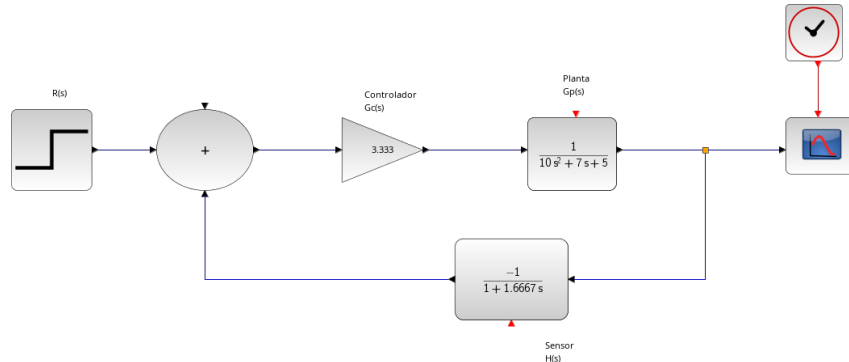 R(s)
+
Controlador
Gc(s)
3.333
Planta
Gp(s)
1
10 s² + 7 s + 5
−1
1 + 1.6667 s
Sensor
H(s)